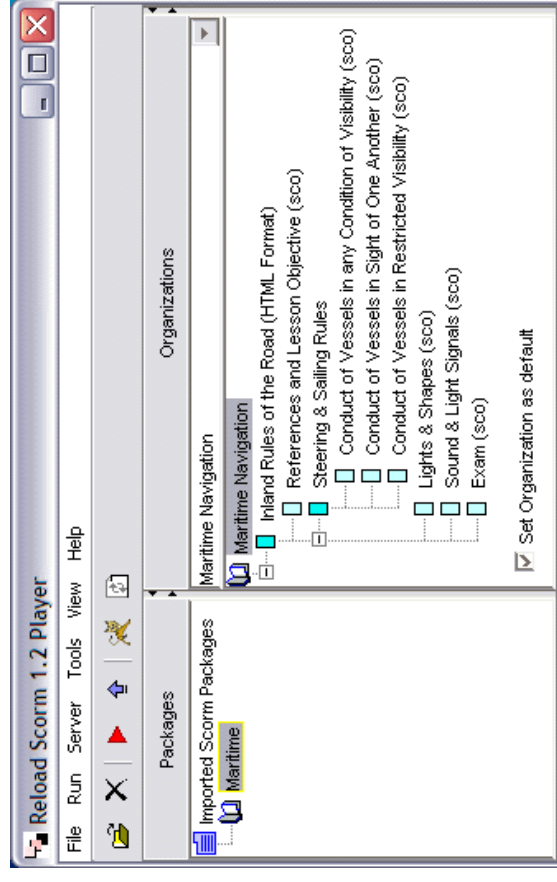 Reload Scorm 1.2 Player
File Run Server Tools View Help
Packages
Imported Scorm Packages
Maritime
Organizations
Maritime Navigation
Maritime Navigation
Inland Rules of the Road (HTML Format)
References and Lesson Objective (sco)
Steering & Sailing Rules
Conduct of Vessels in any Condition of Visibility (sco)
Conduct of Vessels in Sight of One Another (sco)
Conduct of Vessels in Restricted Visibility (sco)
Lights & Shapes (sco)
Sound & Light Signals (sco)
Exam (sco)
Set Organization as default